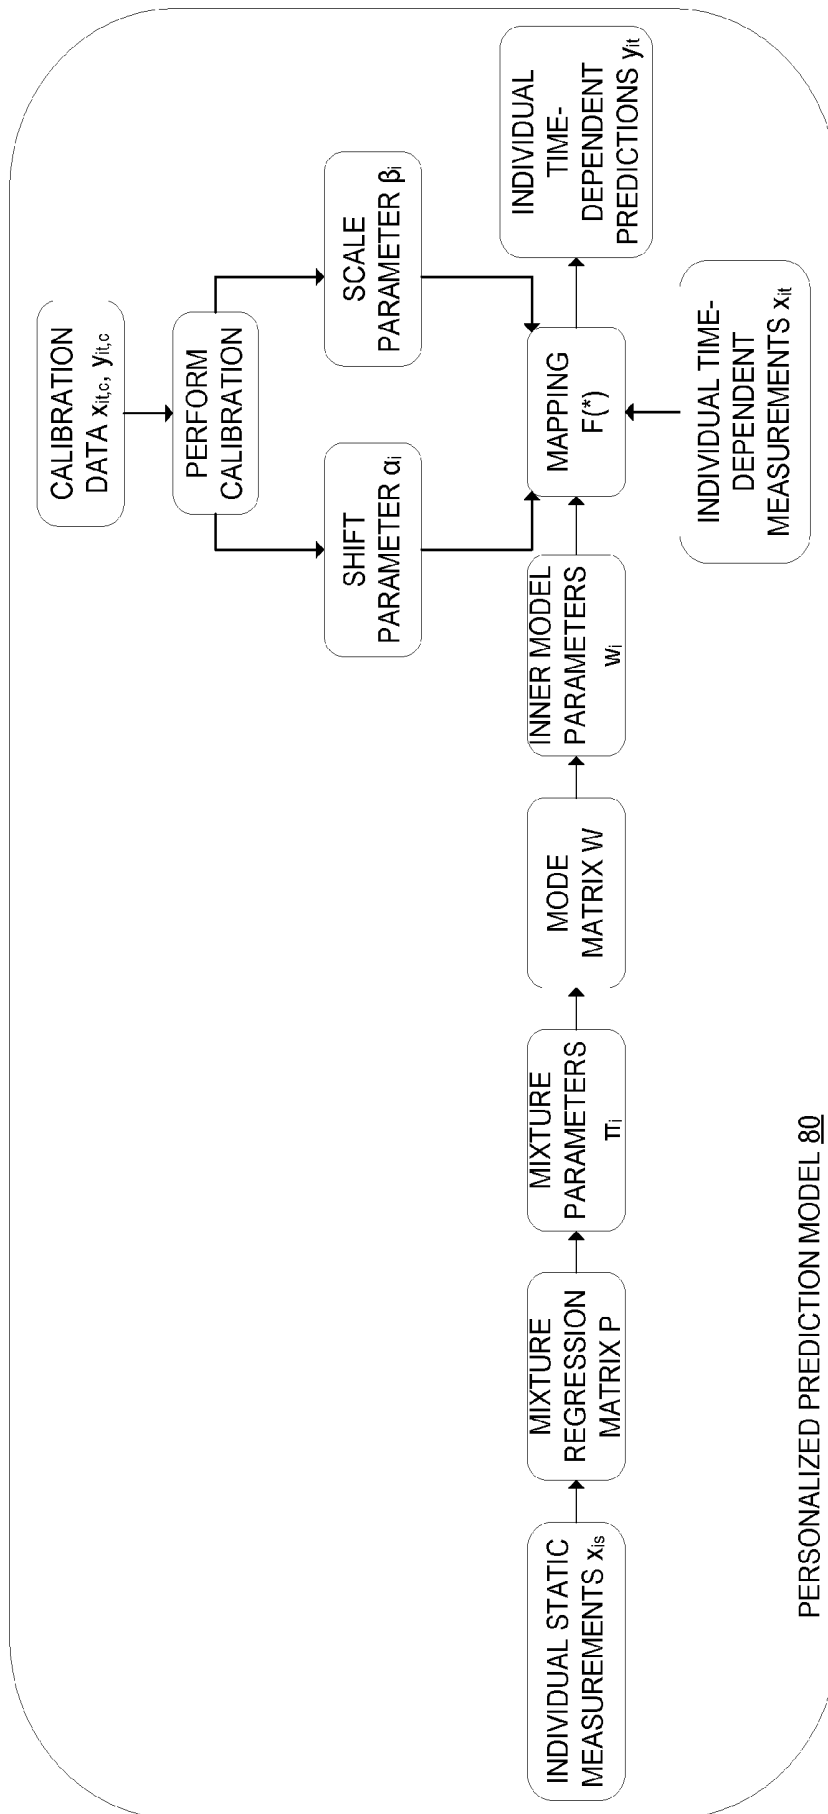 CALIBRATION
DATA xit,c, yit,c
PERFORM
CALIBRATION
SHIFT
PARAMETER αi
SCALE
PARAMETER βi
INDIVIDUAL STATIC
MEASUREMENTS xis
MIXTURE
REGRESSION
MATRIX P
MIXTURE
PARAMETERS
πi
MODE
MATRIX W
INNER MODEL
PARAMETERS
wi
MAPPING
F(*)
INDIVIDUAL
TIME-
DEPENDENT
PREDICTIONS yit
INDIVIDUAL TIME-
DEPENDENT
MEASUREMENTS xit
PERSONALIZED PREDICTION MODEL 80